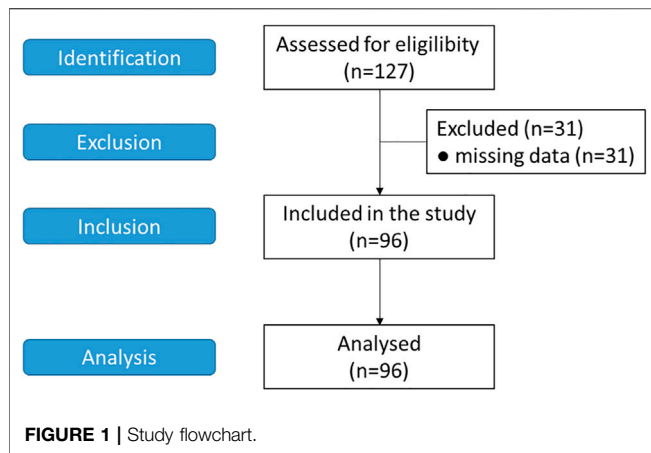 Identification
Assessed for eligilibity
(n=127)
Exclusion
Excluded (n=31)
● missing data (n=31)
Inclusion
Included in the study
(n=96)
Analysis
Analysed
(n=96)
FIGURE 1 | Study flowchart.